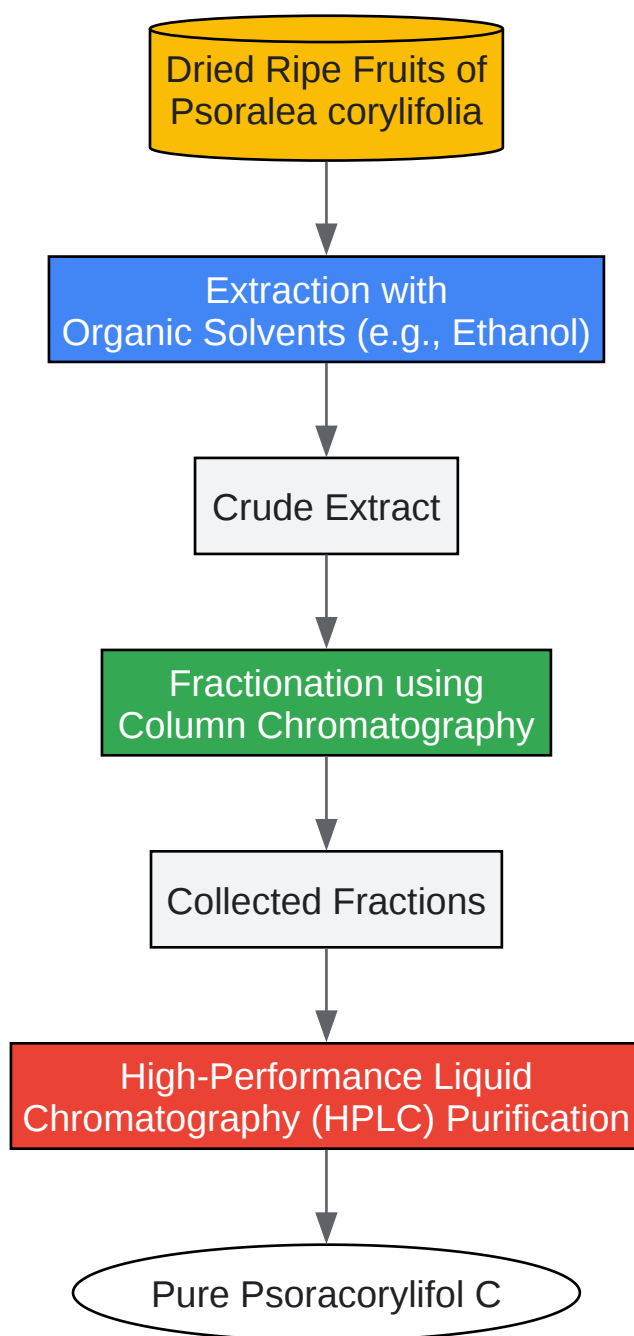 Dried Ripe Fruits of
Psoralea corylifolia
Extraction with
Organic Solvents (e.g., Ethanol)
Crude Extract
Fractionation using
Column Chromatography
Collected Fractions
High-Performance Liquid
Chromatography (HPLC) Purification
Pure Psoracorylifol C